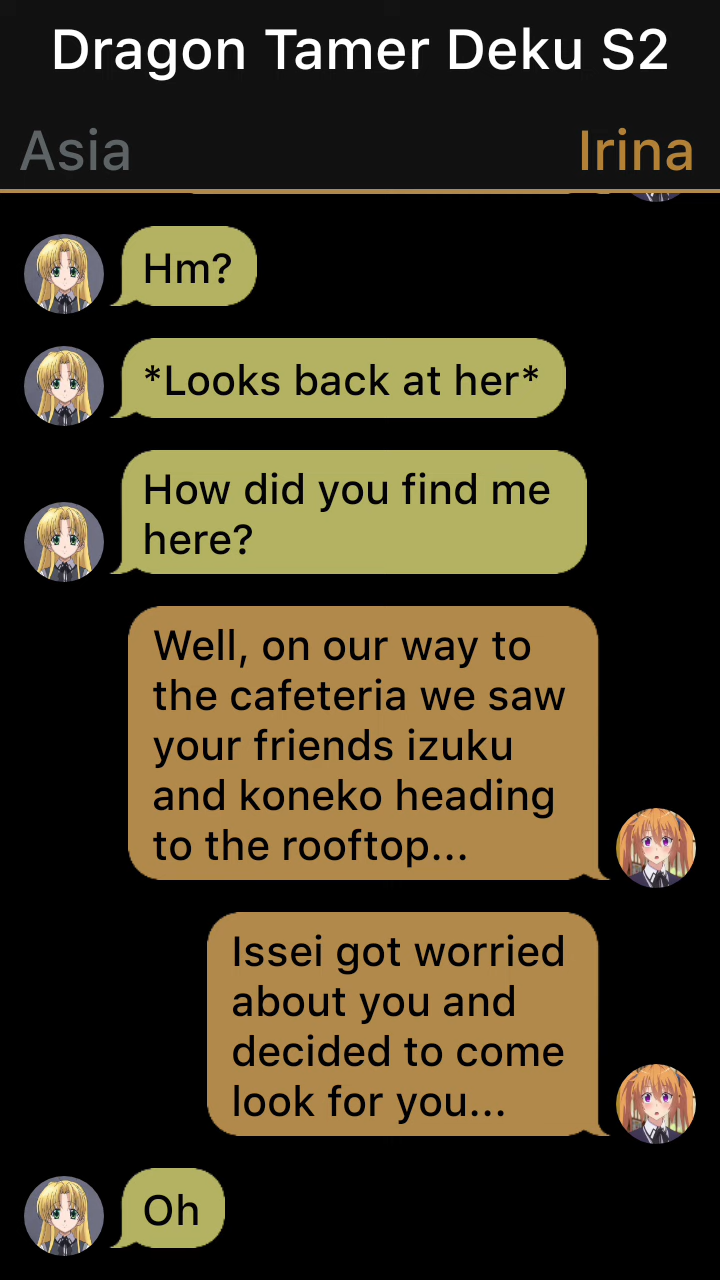 Dragon Tamer Deku S2
Asia
Irina
Hm?
*Looks back at her*
How did you find me
here?
Well, on our way to
the cafeteria we saw
your friends izuku
and koneko heading
to the rooftop...
Issei got worried
about you and
decided to come
look for you...
Oh